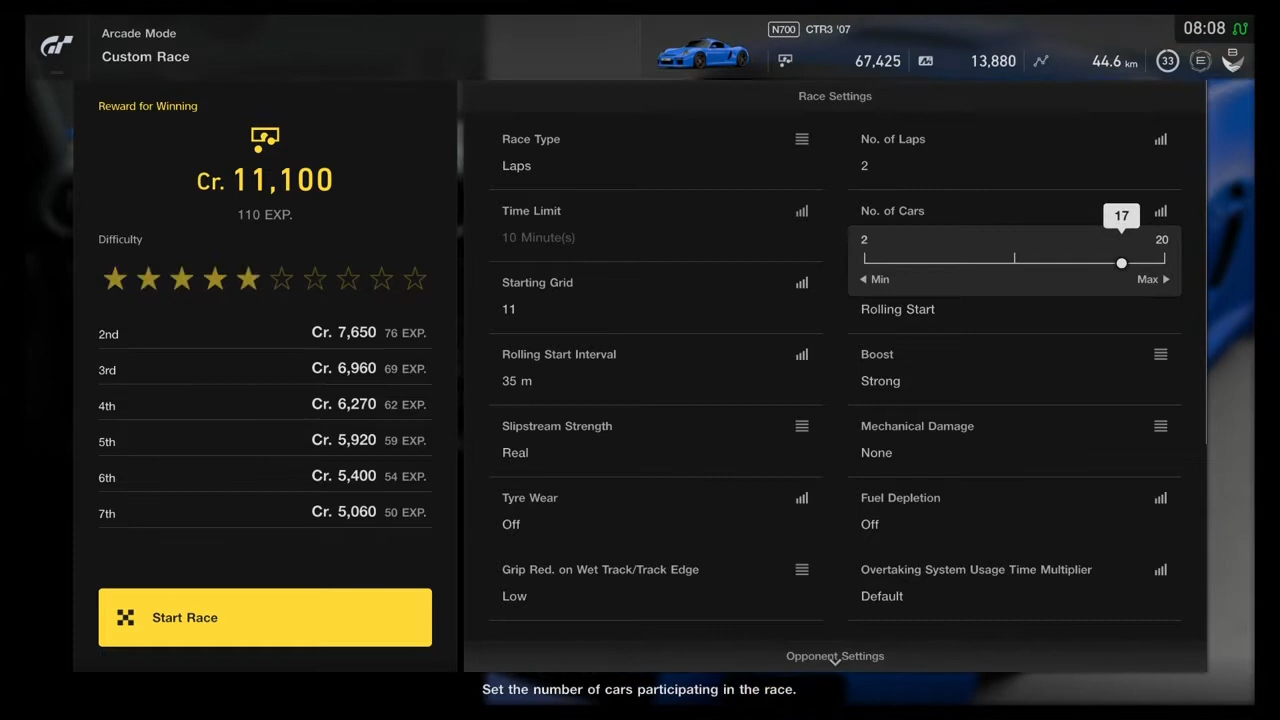 Arcade Mode
Custom Race
N700 CTR3 '07
67,425
13,880
44.6 km
33
E
B
08:08
Reward for Winning
Cr. 11,100
110 EXP.
Difficulty
2nd Cr. 7,650 76 EXP.
3rd Cr. 6,960 69 EXP.
4th Cr. 6,270 62 EXP.
5th Cr. 5,920 59 EXP.
6th Cr. 5,400 54 EXP.
7th Cr. 5,060 50 EXP.
Start Race
Race Settings
Race Type
Laps
No. of Laps
2
Time Limit
10 Minute(s)
No. of Cars
17
2 20
Min Max
Starting Grid
11
Rolling Start
Rolling Start Interval
35 m
Boost
Strong
Slipstream Strength
Real
Mechanical Damage
None
Tyre Wear
Off
Fuel Depletion
Off
Grip Red. on Wet Track/Track Edge
Low
Overtaking System Usage Time Multiplier
Default
Opponent Settings
Set the number of cars participating in the race.